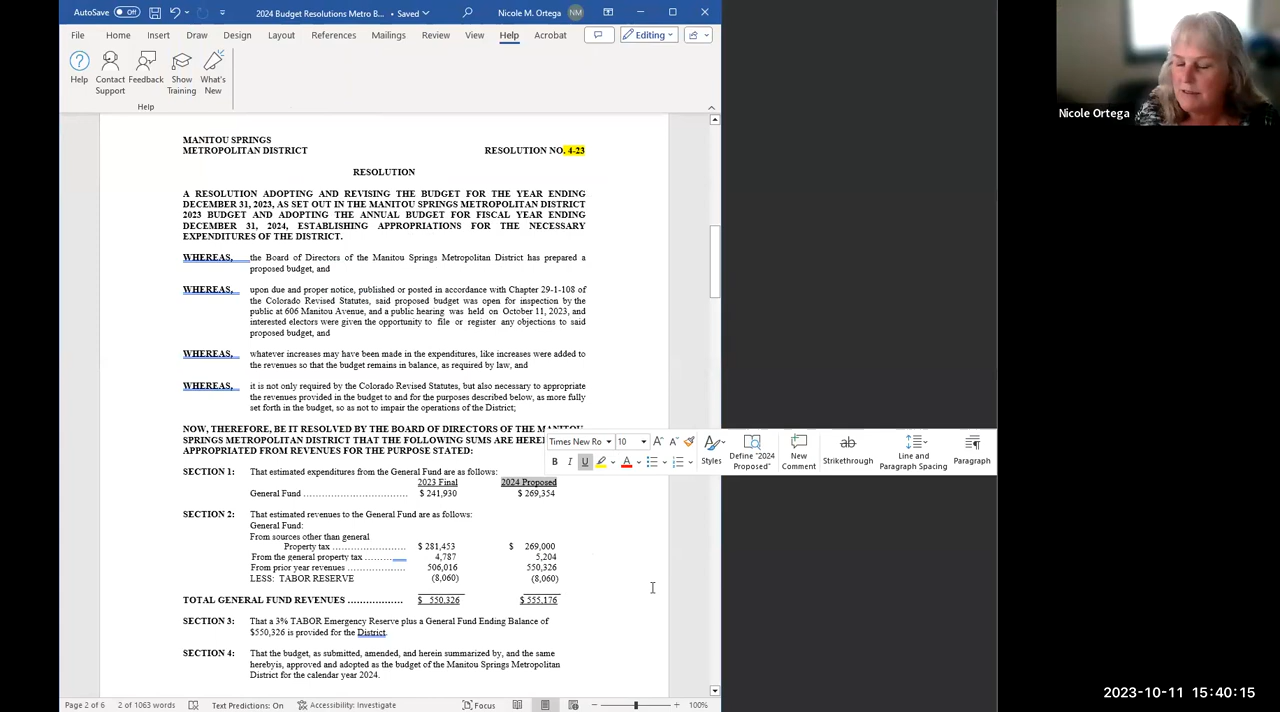 AutoSave Off 2024 Budget Resolutions Metro B... • Saved Nicole M. Ortega NM
File Home Insert Draw Design Layout References Mailings Review View Help Acrobat Editing
Help Contact Support Feedback Show Training What's New
Help
MANITOU SPRINGS
METROPOLITAN DISTRICT RESOLUTION NO. 4-23
RESOLUTION
A RESOLUTION ADOPTING AND REVISING THE BUDGET FOR THE YEAR ENDING
DECEMBER 31, 2023, AS SET OUT IN THE MANITOU SPRINGS METROPOLITAN DISTRICT
2023 BUDGET AND ADOPTING THE ANNUAL BUDGET FOR FISCAL YEAR ENDING
DECEMBER 31, 2024, ESTABLISHING APPROPRIATIONS FOR THE NECESSARY
EXPENDITURES OF THE DISTRICT.
WHEREAS, the Board of Directors of the Manitou Springs Metropolitan District has prepared a
proposed budget, and
WHEREAS, upon due and proper notice, published or posted in accordance with Chapter 29-1-108 of
the Colorado Revised Statutes, said proposed budget was open for inspection by the
public at 606 Manitou Avenue, and a public hearing was held on October 11, 2023, and
interested electors were given the opportunity to file or register any objections to said
proposed budget, and
WHEREAS, whatever increases may have been made in the expenditures, like increases were added to
the revenues so that the budget remains in balance, as required by law, and
WHEREAS, it is not only required by the Colorado Revised Statutes, but also necessary to appropriate
the revenues provided in the budget to and for the purposes described below, as more fully
set forth in the budget, so as not to impair the operations of the District;
NOW, THEREFORE, BE IT RESOLVED BY THE BOARD OF DIRECTORS OF THE MANITOU
SPRINGS METROPOLITAN DISTRICT THAT THE FOLLOWING SUMS ARE HERE
APPROPRIATED FROM REVENUES FOR THE PURPOSE STATED:
Times New Ro 10 Styles Define "2024 Proposed" New Comment Strikethrough Line and Paragraph Spacing Paragraph
SECTION 1: That estimated expenditures from the General Fund are as follows:
2023 Final 2024 Proposed
General Fund ..................................... $ 241,930 $ 269,354
SECTION 2: That estimated revenues to the General Fund are as follows:
General Fund:
From sources other than general
Property tax .......................... $ 281,453 $ 269,000
From the general property tax ......... 4,787 5,204
From prior year revenues .................... 506,016 550,326
LESS: TABOR RESERVE (8,060) (8,060)
TOTAL GENERAL FUND REVENUES .................. $ 550,326 $ 555,176
SECTION 3: That a 3% TABOR Emergency Reserve plus a General Fund Ending Balance of
$550,326 is provided for the District.
SECTION 4: That the budget, as submitted, amended, and herein summarized by, and the same
herebyis, approved and adopted as the budget of the Manitou Springs Metropolitan
District for the calendar year 2024.
Page 2 of 6 2 of 1063 words Text Predictions: On Accessibility: Investigate Focus 100%
Nicole Ortega
2023-10-11 15:40:15